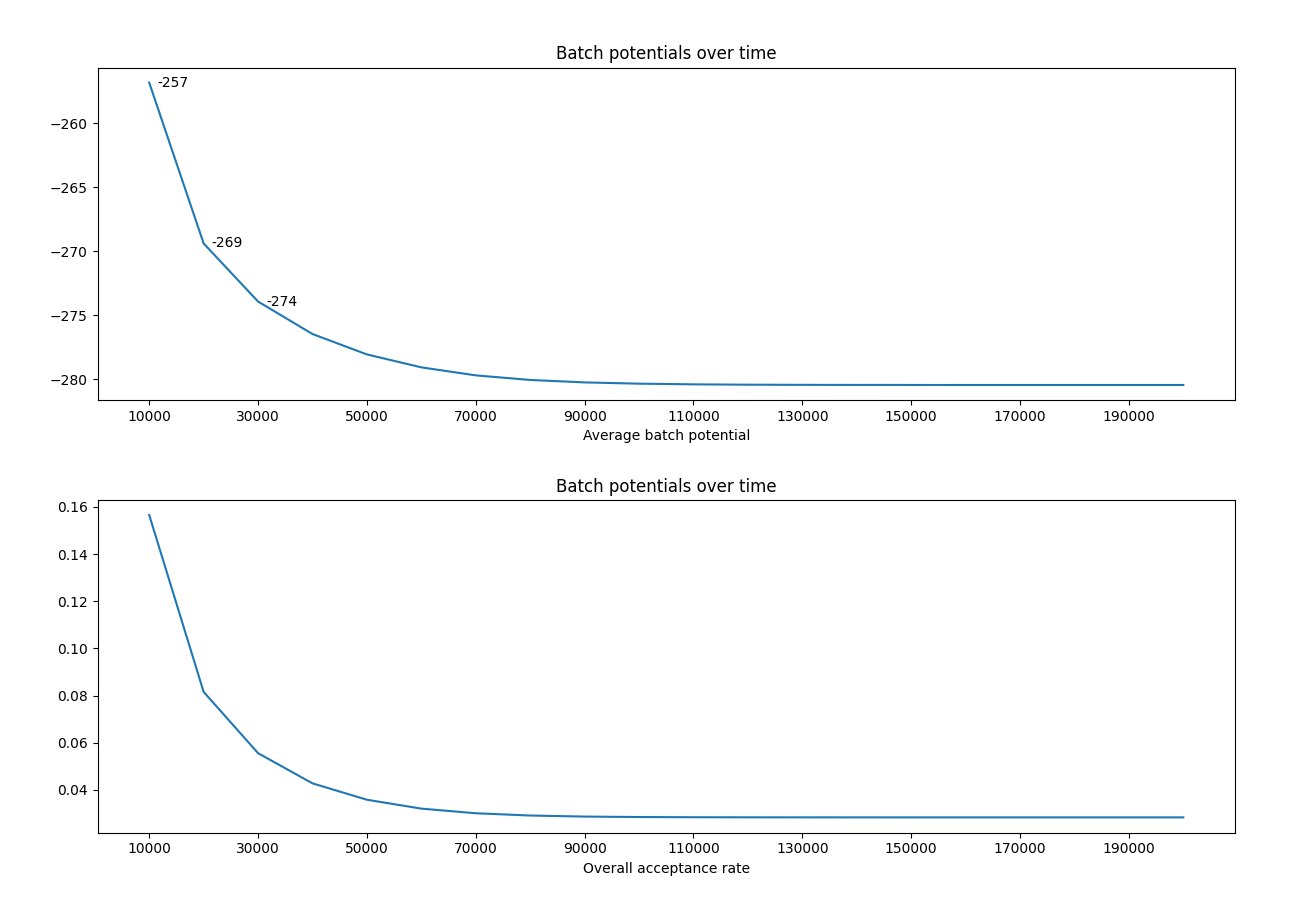 Batch potentials over time
-257
−260
−265
-269
−270
-274
−275
−280
10000 30000 50000 70000 90000 110000 130000 150000 170000 190000
Average batch potential
Batch potentials over time
0.16
0.14
0.12
0.10
0.08
0.06
0.04
10000 30000 50000 70000 90000 110000 130000 150000 170000 190000
Overall acceptance rate